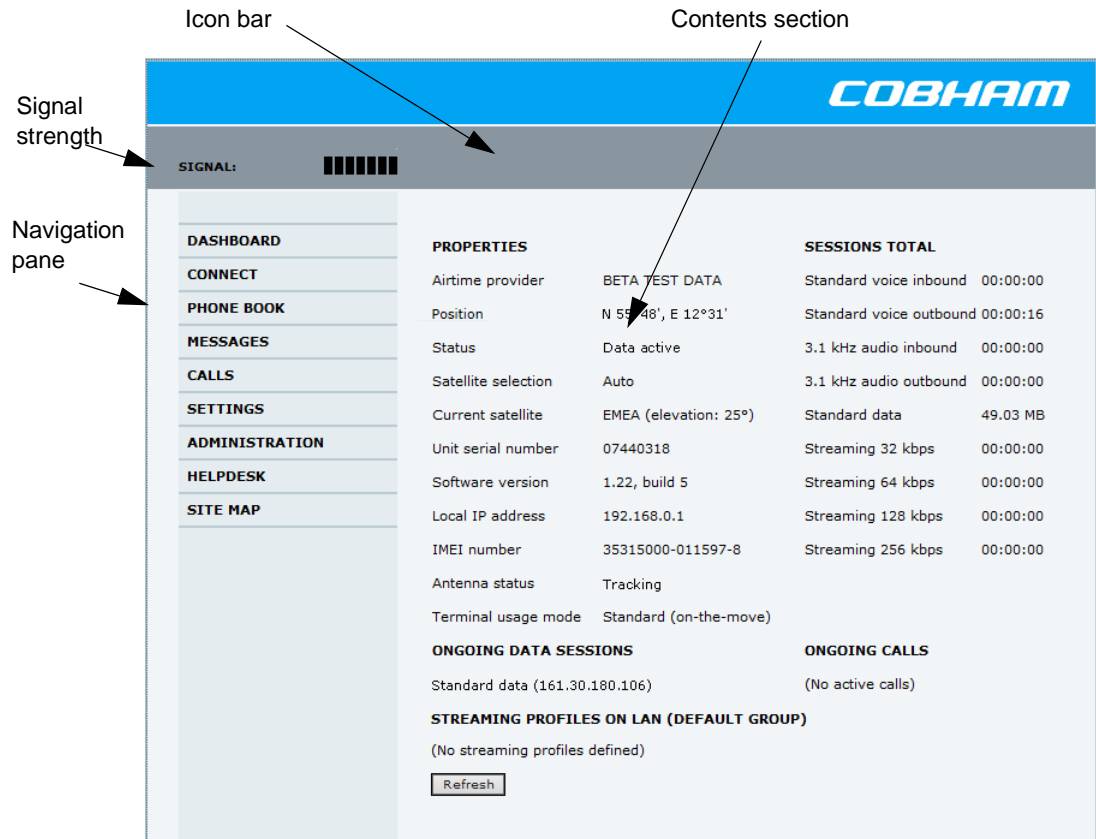 Icon bar
Contents section
COBHAM
Signal
strength
SIGNAL:
Navigation
pane
DASHBOARD
CONNECT
PHONE BOOK
MESSAGES
CALLS
SETTINGS
ADMINISTRATION
HELPDESK
SITE MAP
PROPERTIES
Airtime provider BETA TEST DATA
Position N 55°48', E 12°31'
Status Data active
Satellite selection Auto
Current satellite EMEA (elevation: 25°)
Unit serial number 07440318
Software version 1.22, build 5
Local IP address 192.168.0.1
IMEI number 35315000-011597-8
Antenna status Tracking
Terminal usage mode Standard (on-the-move)
SESSIONS TOTAL
Standard voice inbound 00:00:00
Standard voice outbound 00:00:16
3.1 kHz audio inbound 00:00:00
3.1 kHz audio outbound 00:00:00
Standard data 49.03 MB
Streaming 32 kbps 00:00:00
Streaming 64 kbps 00:00:00
Streaming 128 kbps 00:00:00
Streaming 256 kbps 00:00:00
ONGOING DATA SESSIONS
Standard data (161.30.180.106)
ONGOING CALLS
(No active calls)
STREAMING PROFILES ON LAN (DEFAULT GROUP)
(No streaming profiles defined)
Refresh